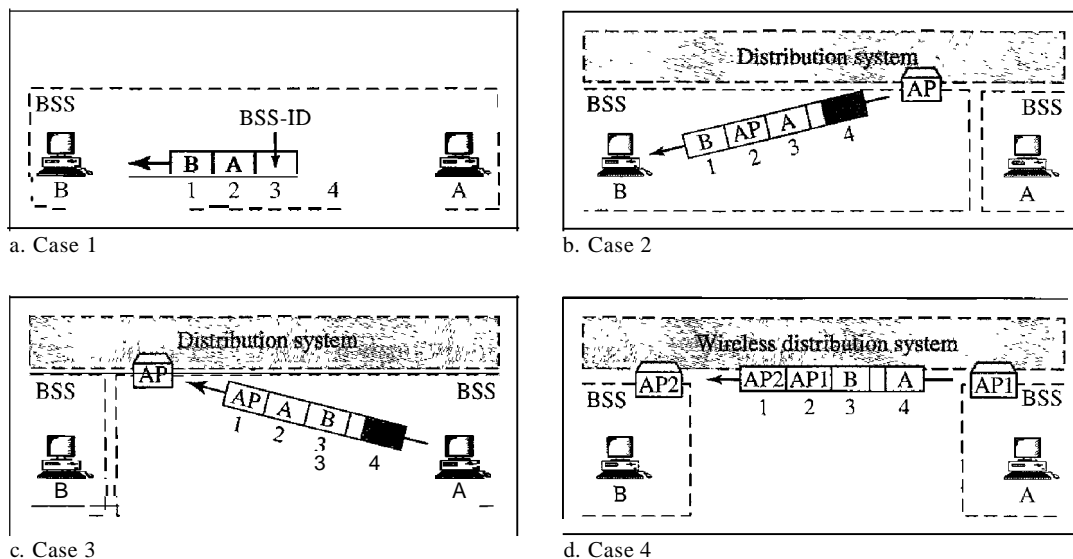 BSS
BSS-ID
B A
B 1 2 3 4 A
a. Case 1
Distribution system
AP
BSS
BSS
B AP A
1 2 3 4
B
A
b. Case 2
Distribution system
AP
BSS
BSS
AP A B
1 2 3 4
3
B
A
c. Case 3
Wireless distribution system
AP2
AP2 AP1 B A
AP1
BSS
BSS
1 2 3 4
B
A
d. Case 4